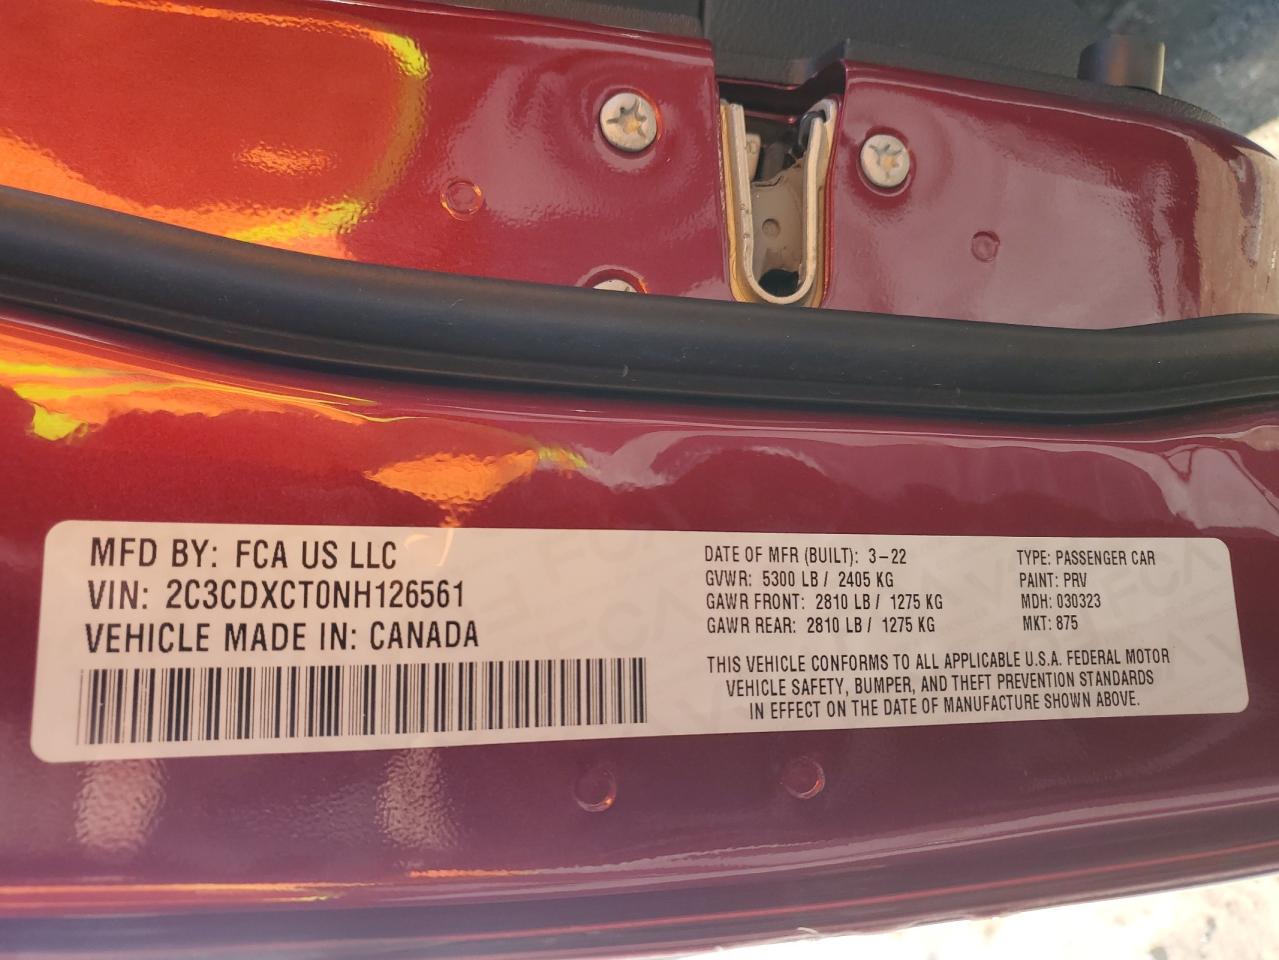 MFD BY: FCA US LLC
VIN: 2C3CDXCT0NH126561
VEHICLE MADE IN: CANADA
DATE OF MFR (BUILT): 3-22
GVWR: 5300 LB / 2405 KG
GAWR FRONT: 2810 LB / 1275 KG
GAWR REAR: 2810 LB / 1275 KG
TYPE: PASSENGER CAR
PAINT: PRV
MDH: 030323
MKT: 875
THIS VEHICLE CONFORMS TO ALL APPLICABLE U.S.A. FEDERAL MOTOR
VEHICLE SAFETY, BUMPER, AND THEFT PREVENTION STANDARDS
IN EFFECT ON THE DATE OF MANUFACTURE SHOWN ABOVE.